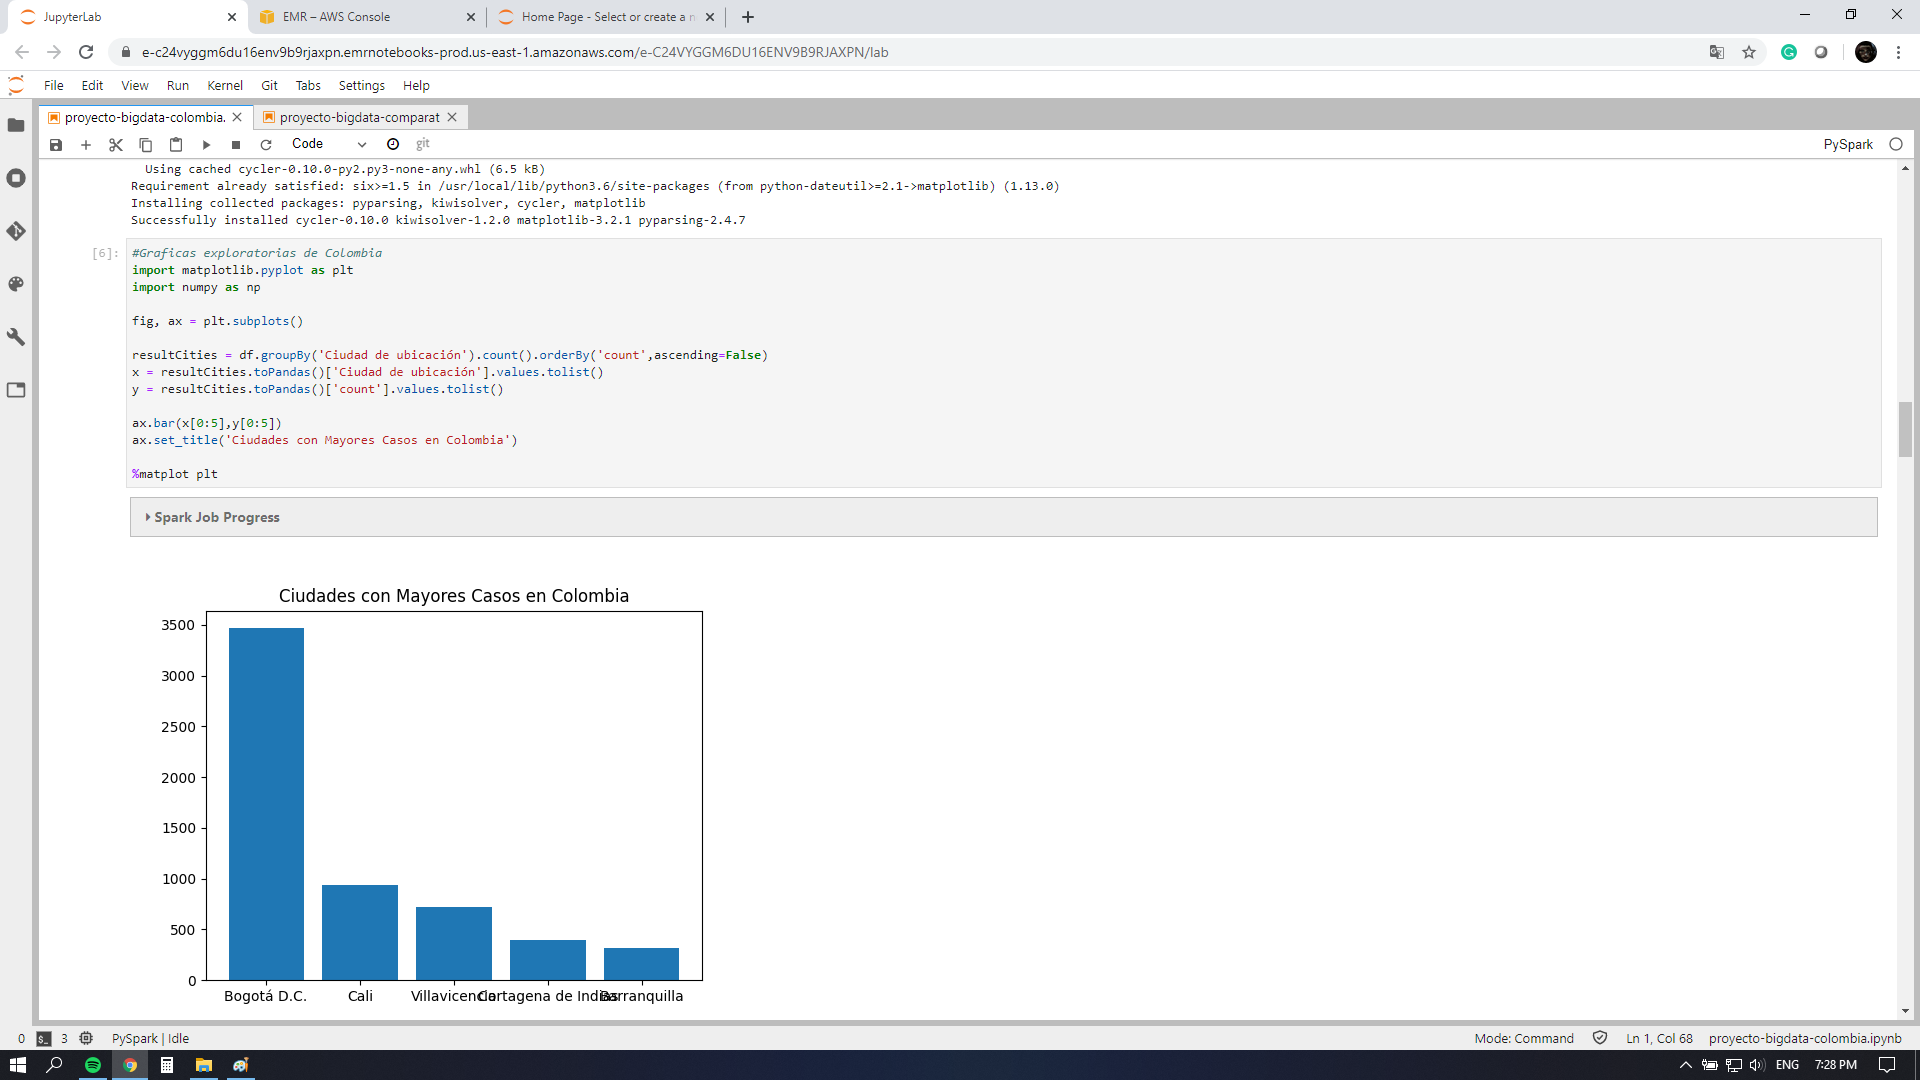 JupyterLab
EMR – AWS Console
Home Page - Select or create a n
e-c24vyggm6du16env9b9rjaxpn.emrnotebooks-prod.us-east-1.amazonaws.com/e-C24VYGGM6DU16ENV9B9RJAXPN/lab
File Edit View Run Kernel Git Tabs Settings Help
proyecto-bigdata-colombia.
proyecto-bigdata-comparat
Code
git
PySpark
Using cached cycler-0.10.0-py2.py3-none-any.whl (6.5 kB)
Requirement already satisfied: six>=1.5 in /usr/local/lib/python3.6/site-packages (from python-dateutil>=2.1->matplotlib) (1.13.0)
Installing collected packages: pyparsing, kiwisolver, cycler, matplotlib
Successfully installed cycler-0.10.0 kiwisolver-1.2.0 matplotlib-3.2.1 pyparsing-2.4.7
[6]:
#Graficas exploratorias de Colombia
import matplotlib.pyplot as plt
import numpy as np
fig, ax = plt.subplots()
resultCities = df.groupBy('Ciudad de ubicación').count().orderBy('count',ascending=False)
x = resultCities.toPandas()['Ciudad de ubicación'].values.tolist()
y = resultCities.toPandas()['count'].values.tolist()
ax.bar(x[0:5],y[0:5])
ax.set_title('Ciudades con Mayores Casos en Colombia')
%matplot plt
Spark Job Progress
Ciudades con Mayores Casos en Colombia
3500
3000
2500
2000
1500
1000
500
0
Bogotá D.C. Cali Villavicencio Cartagena de Indias Barranquilla
0 $_ 3 PySpark | Idle
Mode: Command Ln 1, Col 68 proyecto-bigdata-colombia.ipynb
ENG 7:28 PM